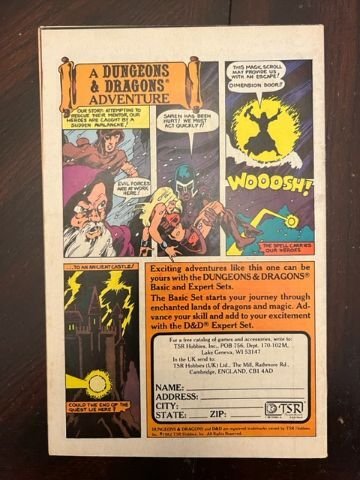 A DUNGEONS
& DRAGONS®
ADVENTURE
OUR STORY: ATTEMPTING TO
RESCUE THEIR MENTOR, OUR
HEROES ARE CAUGHT BY A
SUDDEN AVALANCHE!
EVIL FORCES
ARE AT WORK
HERE!
SAREN HAS BEEN
HURT! WE MUST
ACT QUICKLY!!
THIS MAGIC SCROLL
MAY PROVIDE US
WITH AN ESCAPE!
DIMENSION DOOR!!
WOOOSH!
THE SPELL CARRIES
OUR HEROES
...TO AN ANCIENT CASTLE!
COULD THE END OF THE
QUEST LIE HERE?
Exciting adventures like this one can be
yours with the DUNGEONS & DRAGONS®
Basic and Expert Sets.
The Basic Set starts your journey through
enchanted lands of dragons and magic. Ad-
vance your skill and add to your excitement
with the D&D® Expert Set.
For a free catalog of games and accessories, write to:
TSR Hobbies, Inc., POB 756, Dept. 170-102M,
Lake Geneva, WI 53147
In the UK send to:
TSR Hobbies (U.K) Ltd., The Mill, Rathmore Rd.,
Cambridge, ENGLAND, CB1 4AD
NAME:
ADDRESS:
CITY:
STATE: ZIP:
TSR
DUNGEONS & DRAGONS and D&D are registered trademarks owned by TSR Hobbies,
Inc. ©1982 TSR Hobbies, Inc. All Rights Reserved.